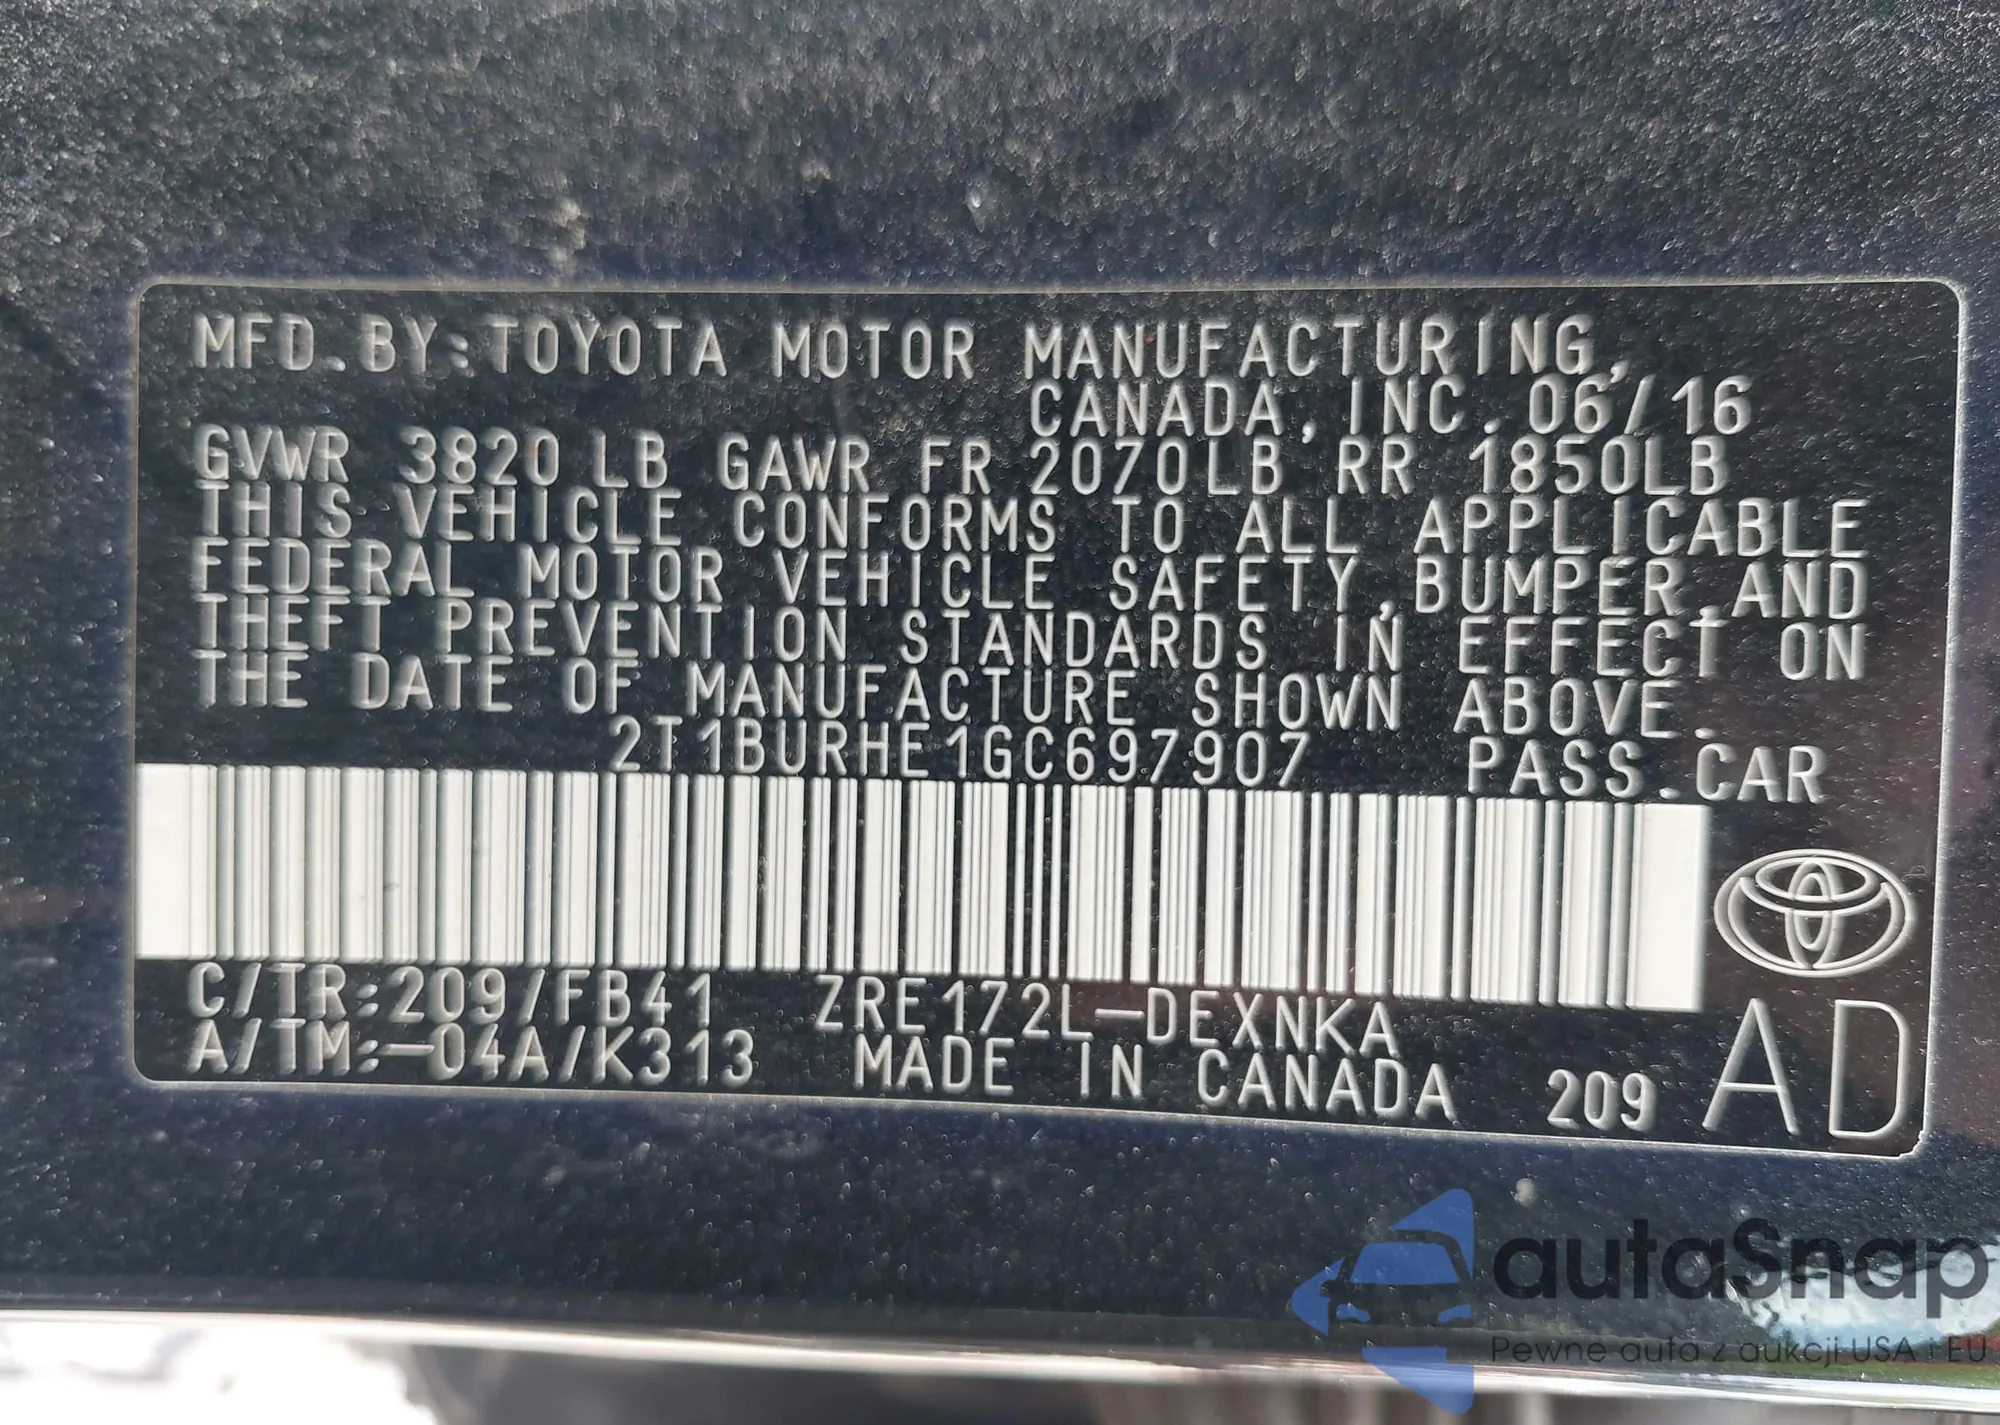 MFD.BY:TOYOTA MOTOR MANUFACTURING,
CANADA,INC.06/16
GVWR 3820 LB GAWR FR 2070LB RR 1850LB
THIS VEHICLE CONFORMS TO ALL APPLICABLE
FEDERAL MOTOR VEHICLE SAFETY,BUMPER,AND
THEFT PREVENTION STANDARDS IN EFFECT ON
THE DATE OF MANUFACTURE SHOWN ABOVE.
2T1BURHE1GC697907 PASS.CAR
C/TR:209/FB41 ZRE172L-DEXNKA
A/TM:-04A/K313 MADE IN CANADA 209 AD
autaSnap
Pewne auta z aukcji USA i EU